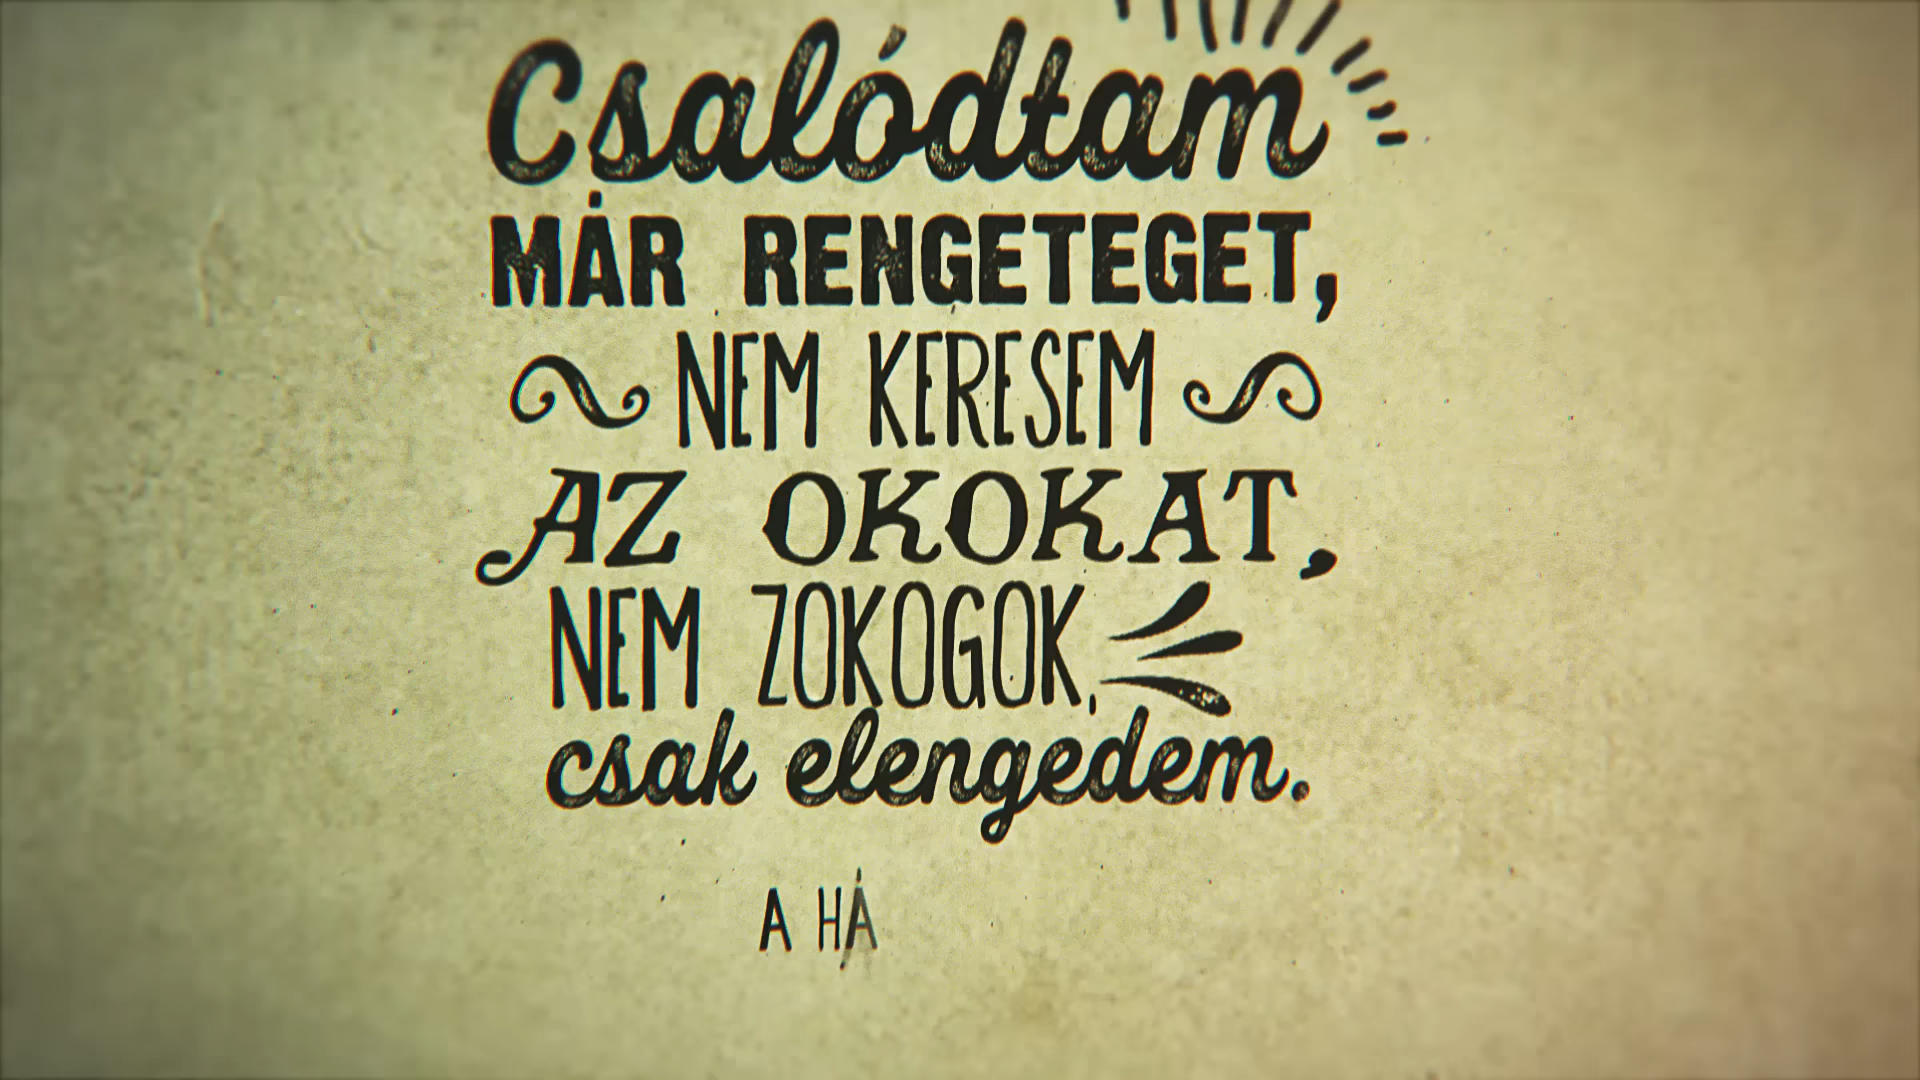 Csalódtam
MÁR RENGETEGET,
NEM KERESEM
AZ OKOKAT,
NEM ZOKOGOK,
csak elengedem.
A HÁ